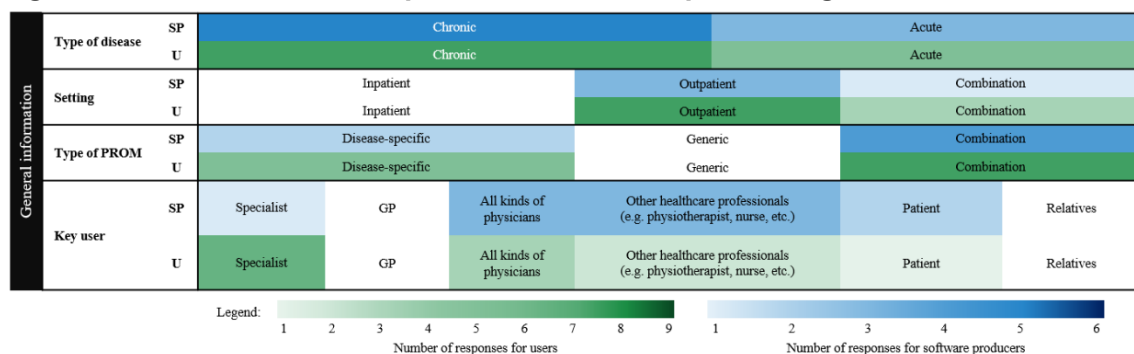 General information
Type of disease
SP
Chronic
Acute
U
Chronic
Acute
Setting
SP
Inpatient
Outpatient
Combination
U
Inpatient
Outpatient
Combination
Type of PROM
SP
Disease-specific
Generic
Combination
U
Disease-specific
Generic
Combination
Key user
SP
Specialist
GP
All kinds of
physicians
Other healthcare professionals
(e.g. physiotherapist, nurse, etc.)
Patient
Relatives
U
Specialist
GP
All kinds of
physicians
Other healthcare professionals
(e.g. physiotherapist, nurse, etc.)
Patient
Relatives
Legend:
1 2 3 4 5 6 7 8 9
Number of responses for users
1 2 3 4 5 6
Number of responses for software producers